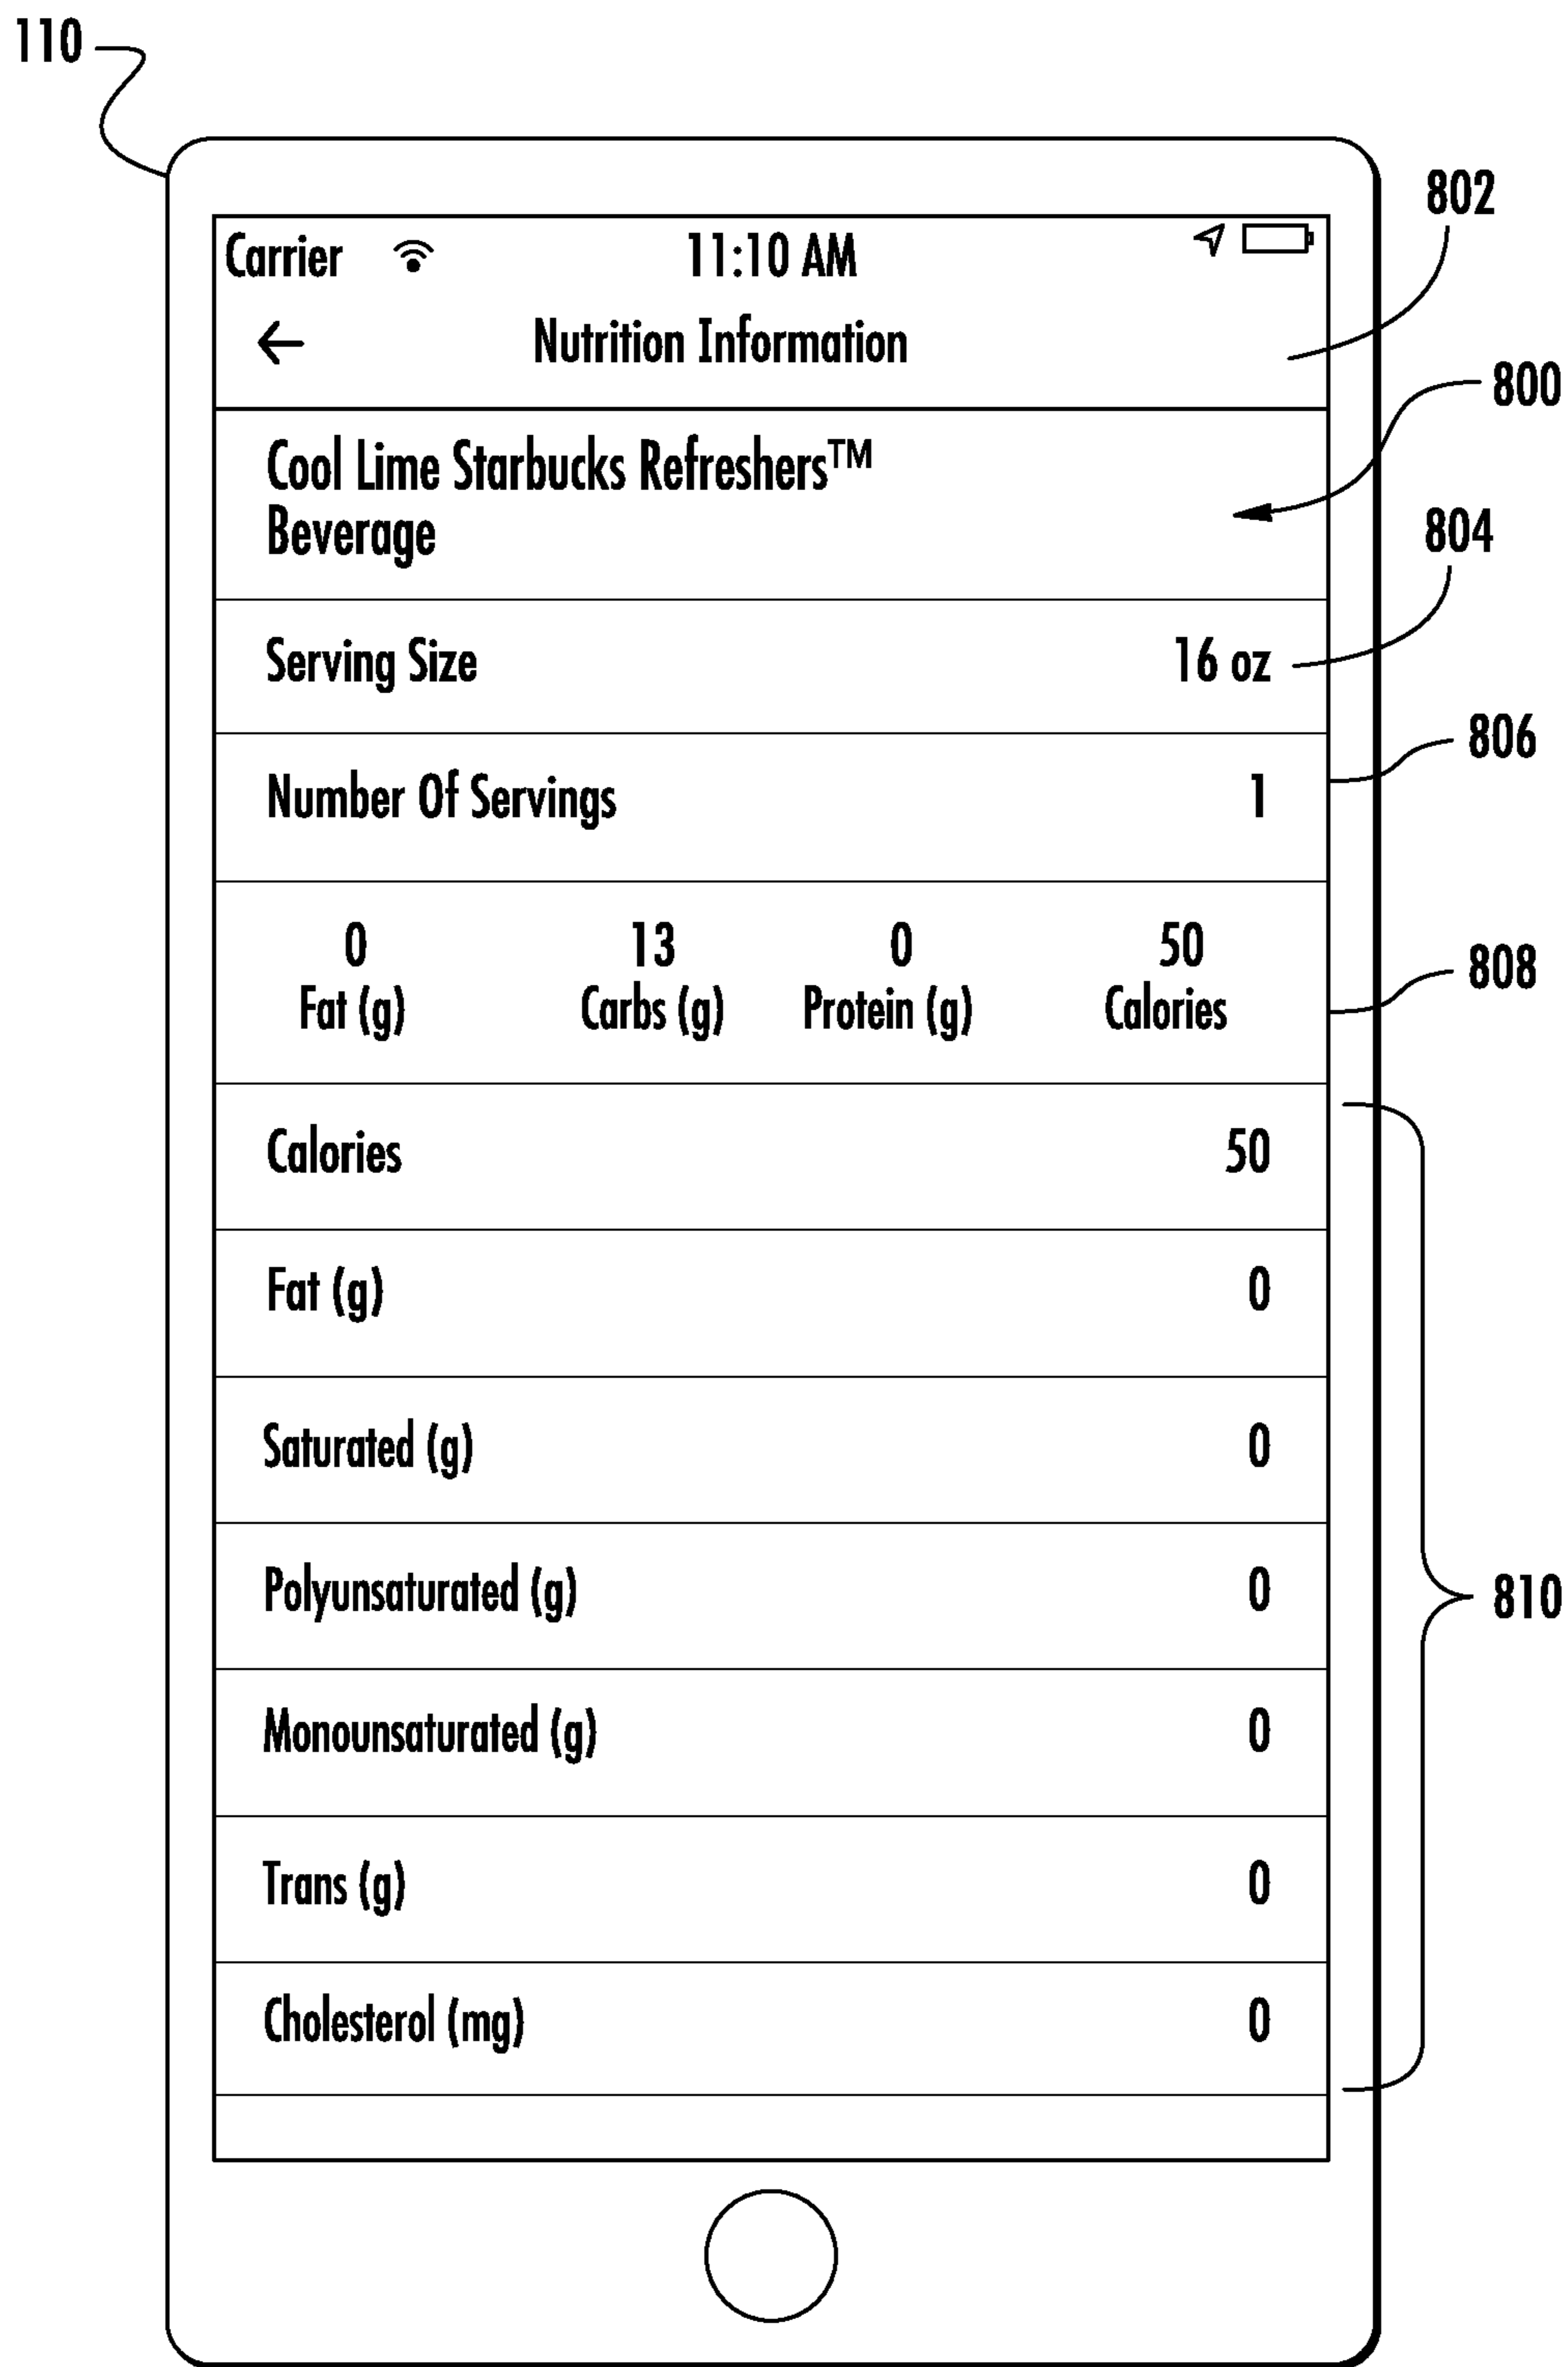 110
802
Carrier 11:10 AM
Nutrition Information
800
Cool Lime Starbucks Refreshers™
Beverage
804
Serving Size 16 oz
806
Number Of Servings 1
0 13 0 50
808
Fat (g) Carbs (g) Protein (g) Calories
Calories 50
Fat (g) 0
Saturated (g) 0
Polyunsaturated (g) 0
810
Monounsaturated (g) 0
Trans (g) 0
Cholesterol (mg) 0